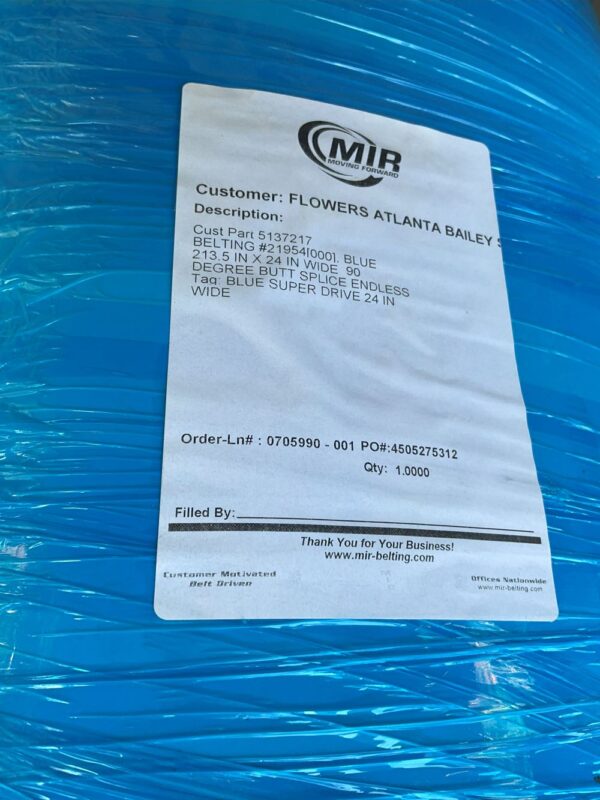 MIR
MOVING FORWARD
Customer: FLOWERS ATLANTA BAILEY
Description:
Cust Part 5137217
BELTING #21954[000]. BLUE
213.5 IN X 24 IN WIDE 90
DEGREE BUTT SPLICE ENDLESS
Tag: BLUE SUPER DRIVE 24 IN
WIDE
Order-Ln# : 0705990 - 001 PO#:4505275312
Qty: 1.0000
Filled By:
Thank You for Your Business!
www.mir-belting.com
Customer Motivated
Belt Driven
Offices Nationwide
www.mir-belting.com